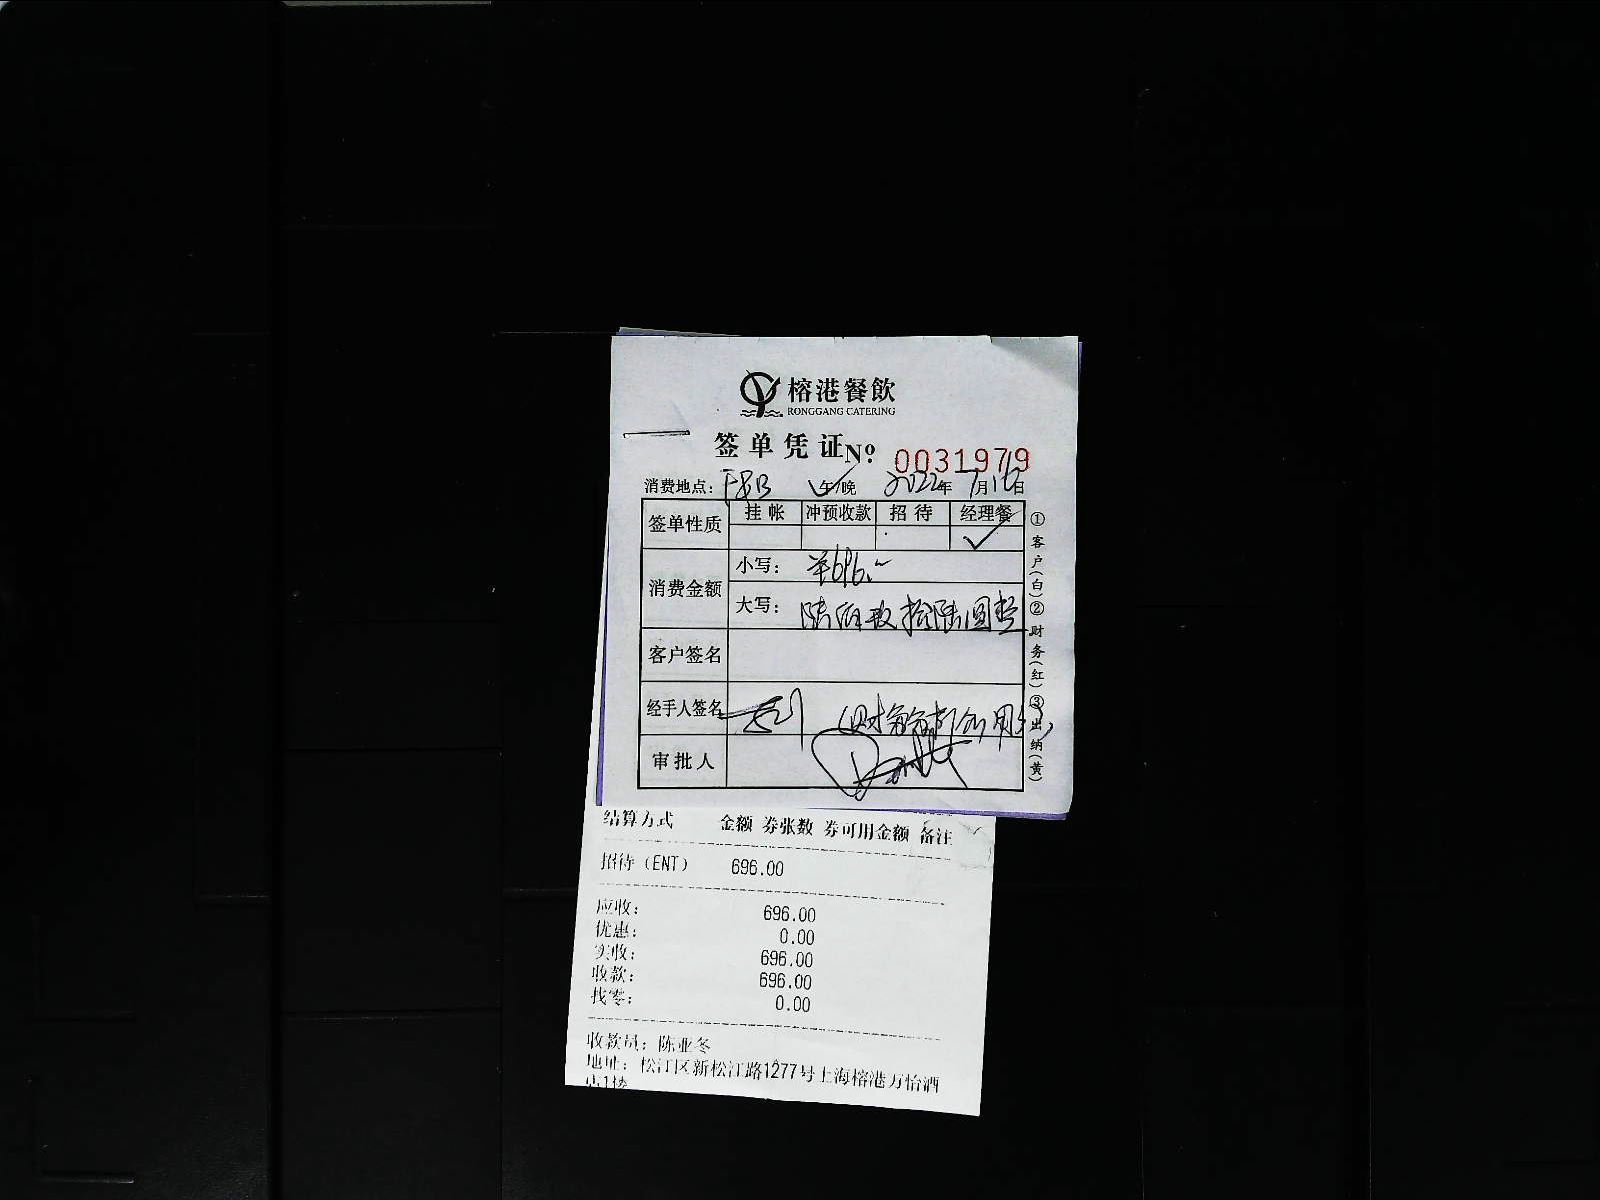 榕港餐飲
RONGGANG CATERING
签单凭证 Nº 0031979
消费地点: F&B 午/晚 2022年7月16日
签单性质 挂帐 冲预收款 招待 经理餐
消费金额 小写: ¥696.~
大写: 陆佰玖拾陆圆整
客户签名
经手人签名
审批人
①客户(白)②财务(红)③出纳(黄)
结算方式 金额 券张数 券可用金额 备注
招待(ENT) 696.00
应收: 696.00
优惠: 0.00
实收: 696.00
收款: 696.00
找零: 0.00
收款员: 陈亚冬
地址: 松江区新松江路1277号上海榕港万怡酒
店1楼